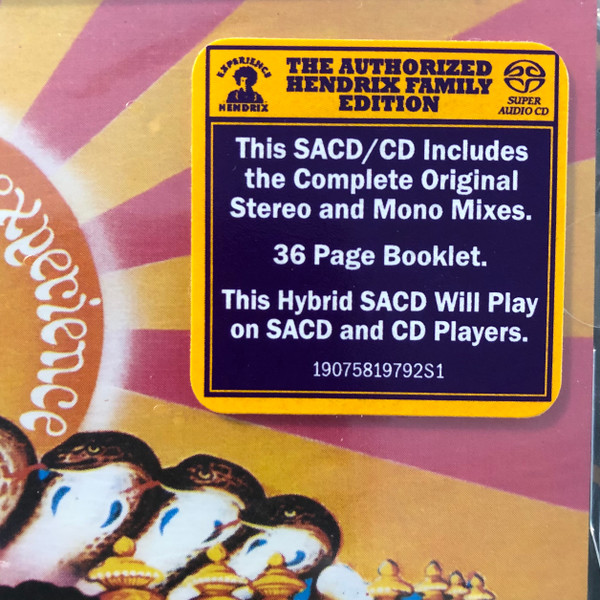 EXPERIENCE
HENDRIX
THE AUTHORIZED
HENDRIX FAMILY
EDITION
SUPER
AUDIO CD
This SACD/CD Includes
the Complete Original
Stereo and Mono Mixes.
36 Page Booklet.
This Hybrid SACD Will Play
on SACD and CD Players.
19075819792S1